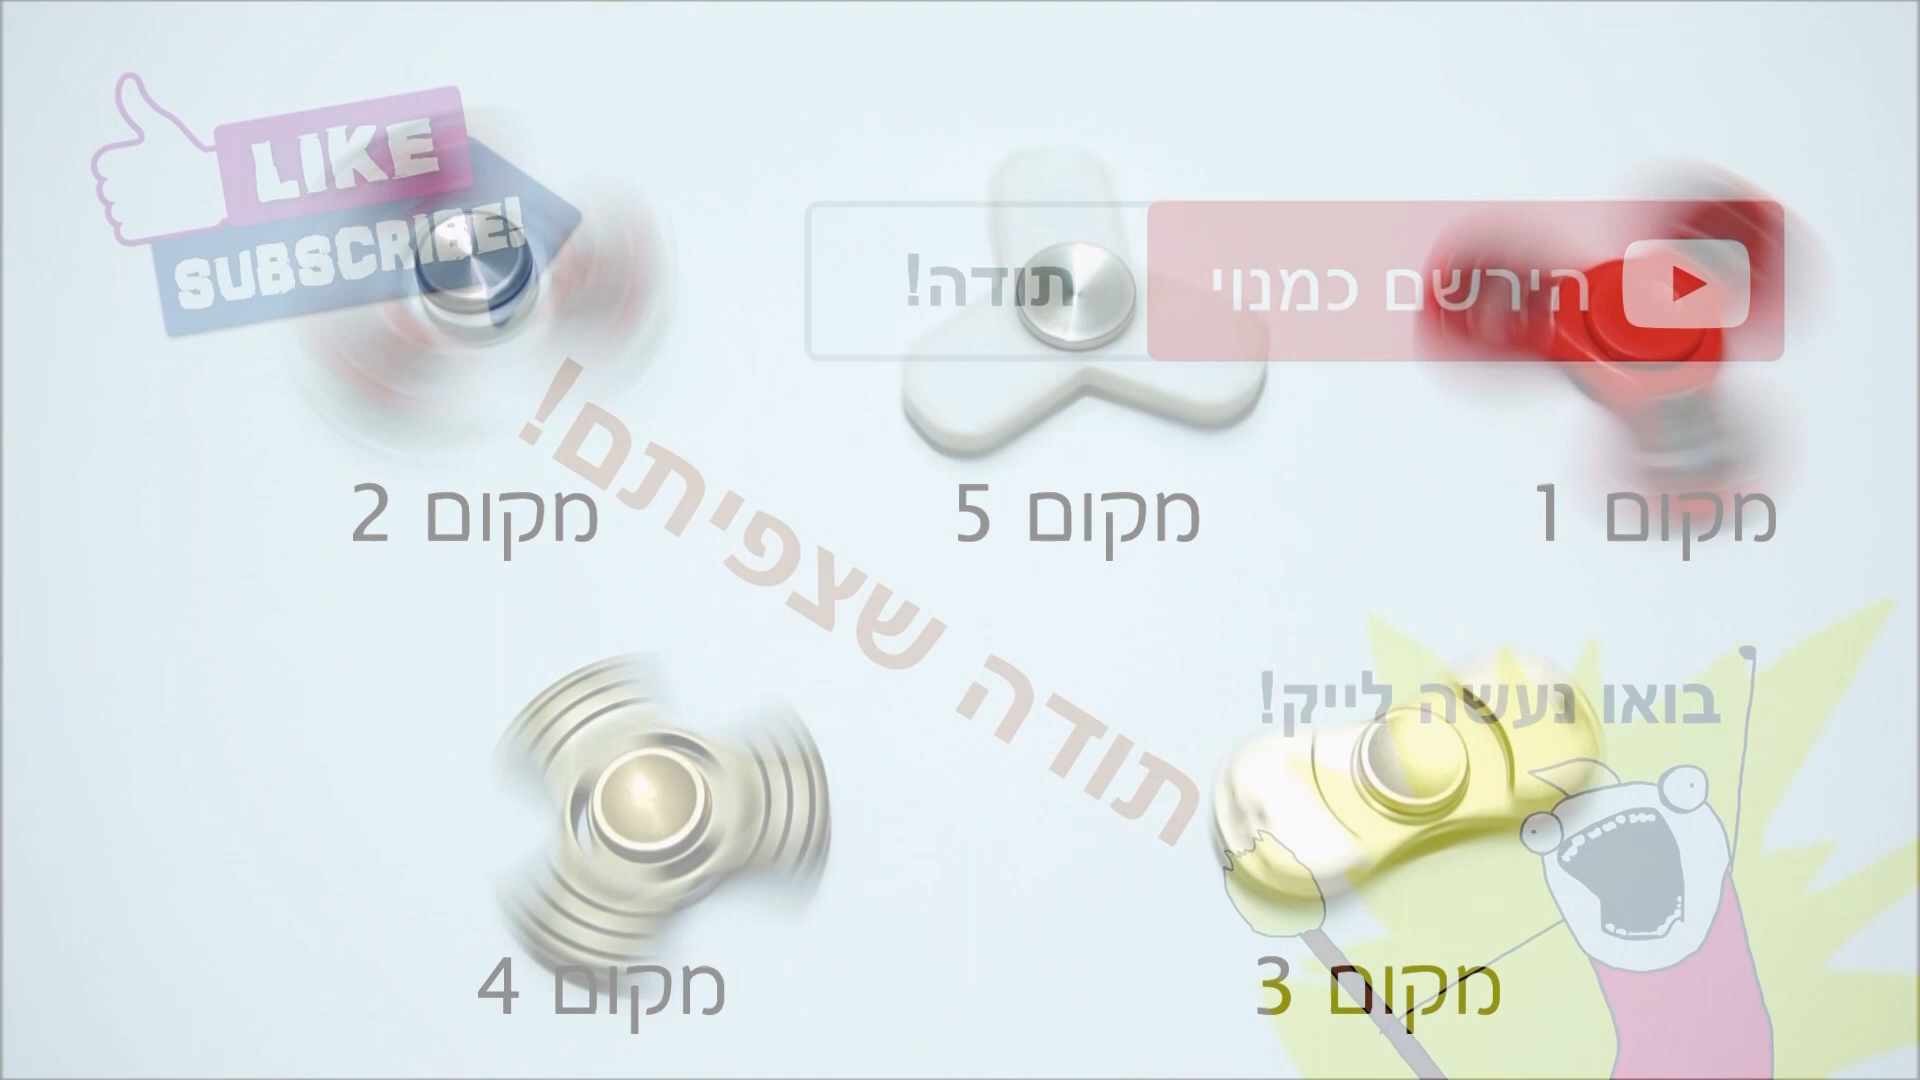 LIKE
SUBSCRIBE!
הירשם כמנוי
תודה!
מקום 1
מקום 5
מקום 2
תודה שצפיתם!
בואו נעשה לייק!
מקום 3
מקום 4